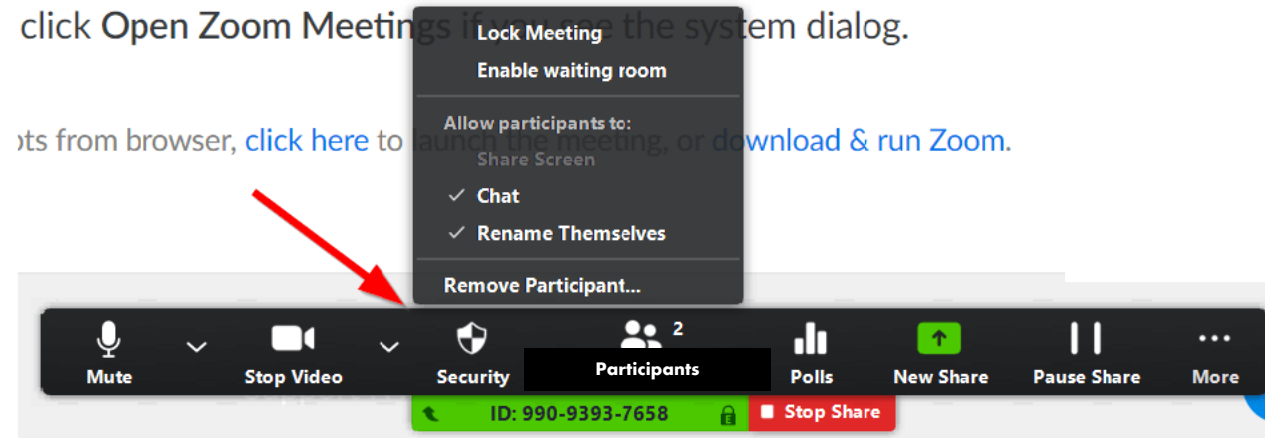 click Open Zoom Meetings if you see the system dialog.
Lock Meeting
Enable waiting room
Allow participants to:
pts from browser, click here to launch the meeting, or download & run Zoom.
Share Screen
Chat
Rename Themselves
Remove Participant...
2
Mute
Stop Video
Security
Participants
Polls
New Share
Pause Share
More
ID: 990-9393-7658
Stop Share